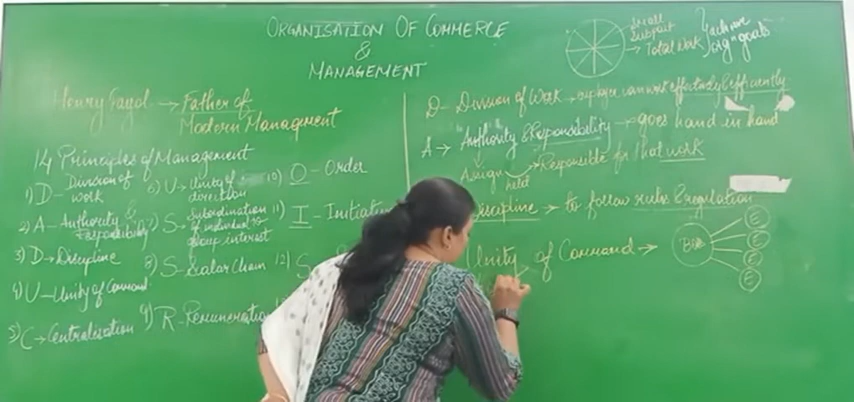 ORGANISATION OF COMMERCE
&
MANAGEMENT
Henry Fayol → Father of
Modern Managment
14 Principles of Management
1) D- Division of
work
2) A- Authority &
Responsibility
3) D → Discipline
4) U- Unity of Command
5) C → Centralisation
6) U- Unity of
direction
7) S- Subordination
of individual to
group interest
8) S- Scalar Chain
9) R- Remuneration
10) O- Order
11) I- Initiative
12) S
Small
Subpart
→ Total Work
achieve
orgn goals
D- Division of Work → employee can work effectively & efficiently
A → "Authority & Responsibility → goes hand in hand
Assign
Responsible for that work
Discipline → to follow rules & regulation
Unity of Command →
E
E
E
E